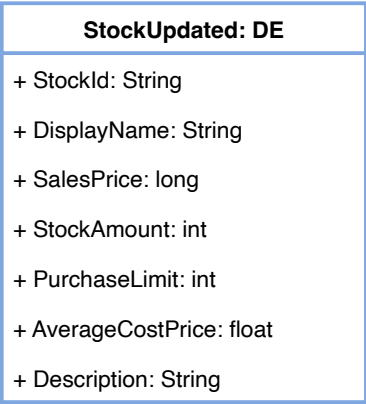 StockUpdated: DE
+ StockId: String
+ DisplayName: String
+ SalesPrice: long
+ StockAmount: int
+ PurchaseLimit: int
+ AverageCostPrice: float
+ Description: String